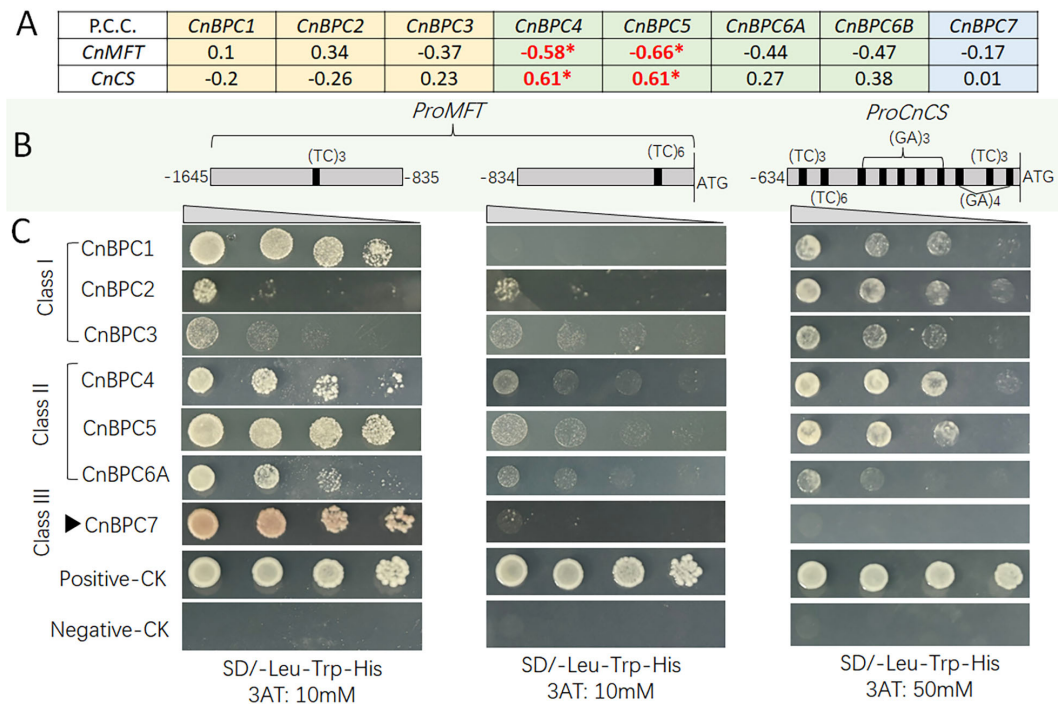 A
P.C.C. CnBPC1 CnBPC2 CnBPC3 CnBPC4 CnBPC5 CnBPC6A CnBPC6B CnBPC7
CnMFT 0.1 0.34 -0.37 -0.58* -0.66* -0.44 -0.47 -0.17
CnCS -0.2 -0.26 0.23 0.61* 0.61* 0.27 0.38 0.01
B
ProMFT ProCnCS
(GA)3
(TC)3 (TC)6 (TC)3 (TC)3
-1645 -835 -834 ATG -634 ATG
(TC)6 (GA)4
C
Class I
CnBPC1
CnBPC2
CnBPC3
Class II
CnBPC4
CnBPC5
CnBPC6A
Class III
CnBPC7
Positive-CK
Negative-CK
SD/-Leu-Trp-His SD/-Leu-Trp-His SD/-Leu-Trp-His
3AT: 10mM 3AT: 10mM 3AT: 50mM